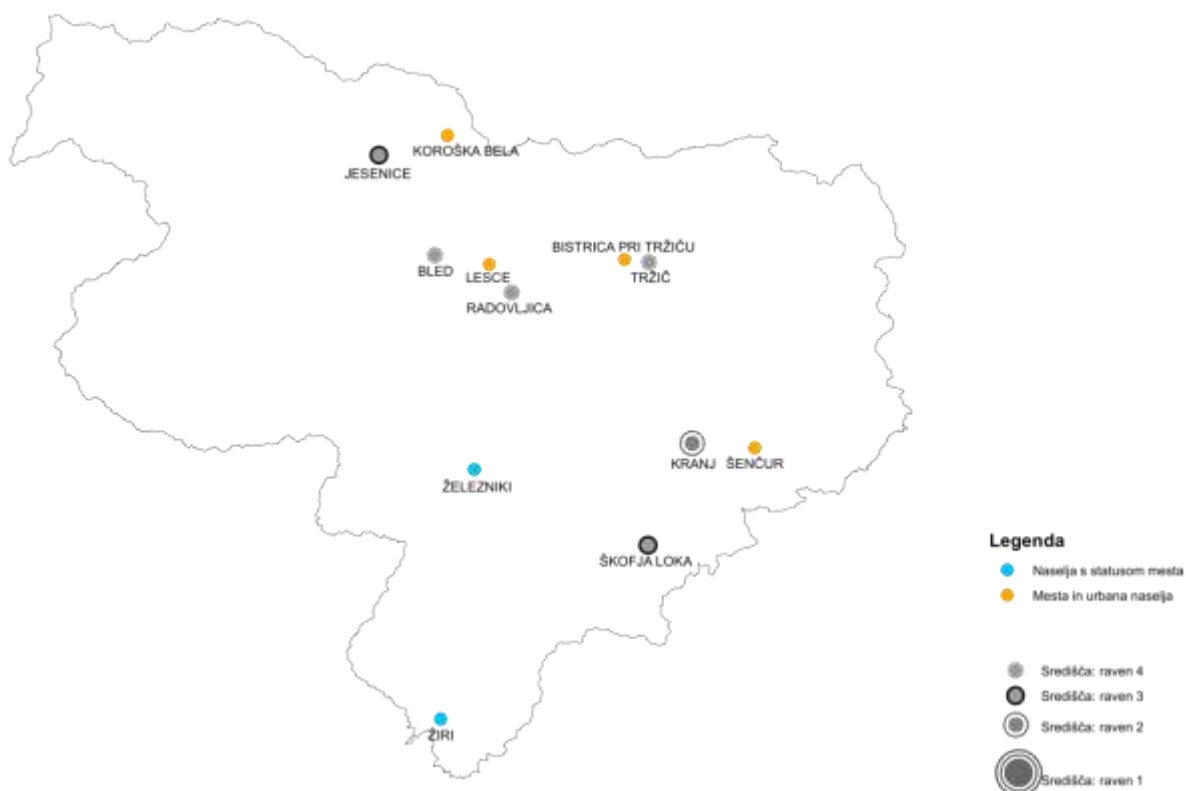 KOROŠKA BELA
JESENICE
BISTRICA PRI TRŽIČU
BLED
LESCE
TRŽIČ
RADOVLJICA
KRANJ
ŠENČUR
ŽELEZNIKI
ŠKOFJA LOKA
ŽIRI
Legenda
Naselja s statusom mesta
Mesta in urbana naselja
Središča: raven 4
Središča: raven 3
Središča: raven 2
Središča: raven 1